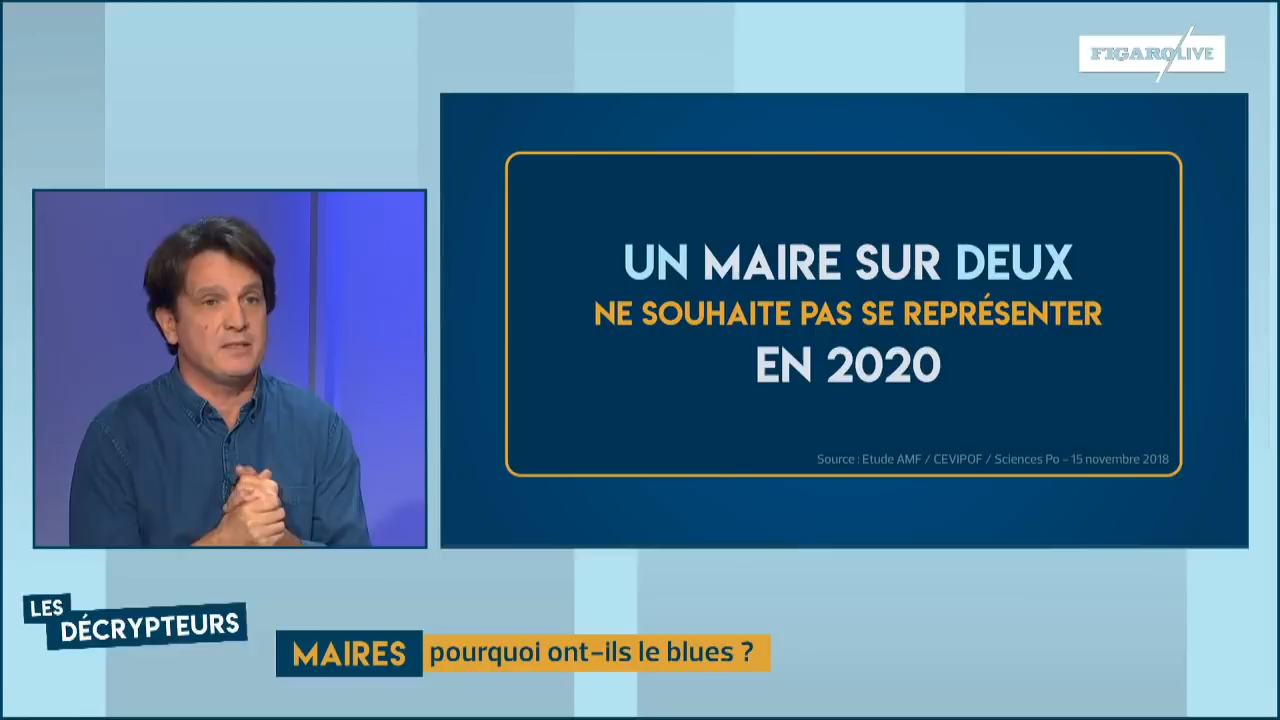 FIGARO LIVE
UN MAIRE SUR DEUX
NE SOUHAITE PAS SE REPRÉSENTER
EN 2020
Source : Etude AMF / CEVIPOF / Sciences Po – 15 novembre 2018
LES
DÉCRYPTEURS
MAIRES pourquoi ont-ils le blues ?